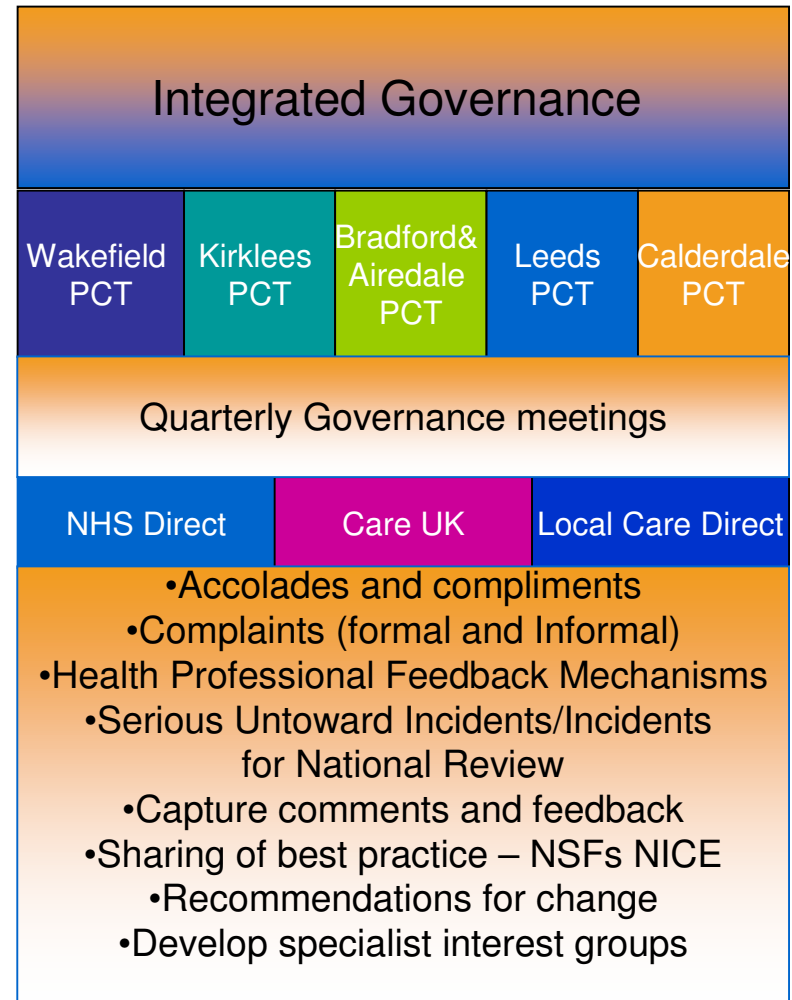 Integrated Governance
Wakefield
PCT
Kirklees
PCT
Bradford&
Airedale
PCT
Leeds
PCT
Calderdale
PCT
Quarterly Governance meetings
NHS Direct
Care UK
Local Care Direct
•Accolades and compliments
•Complaints (formal and Informal)
•Health Professional Feedback Mechanisms
•Serious Untoward Incidents/Incidents
for National Review
•Capture comments and feedback
•Sharing of best practice – NSFs NICE
•Recommendations for change
•Develop specialist interest groups